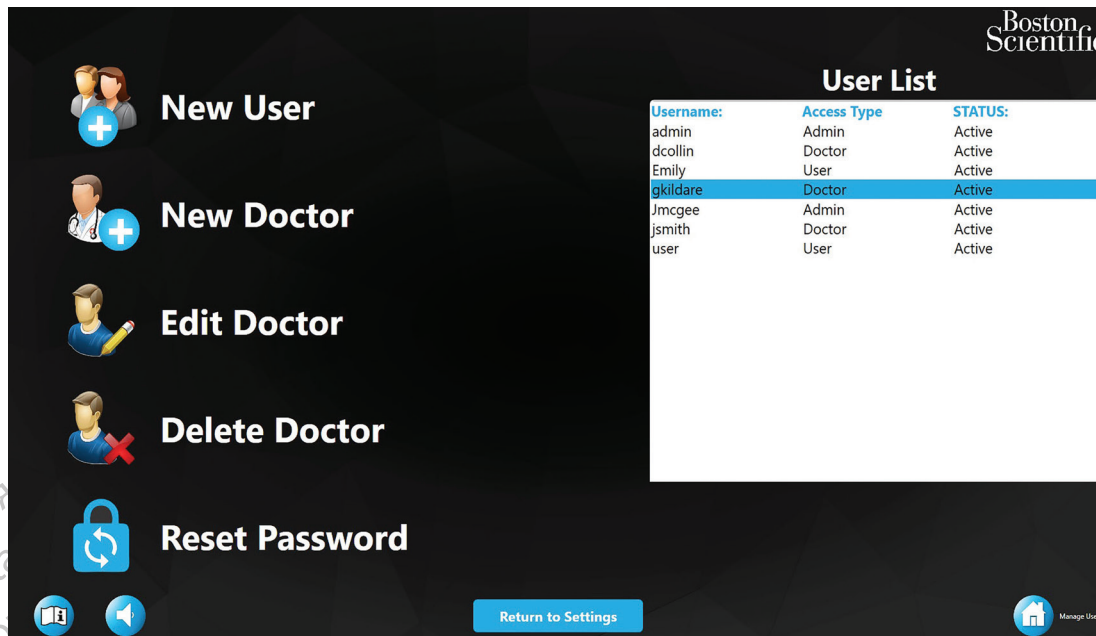 Boston
Scientific
New User
New Doctor
Edit Doctor
Delete Doctor
Reset Password
User List
Username: Access Type STATUS:
admin Admin Active
dcollin Doctor Active
Emily User Active
gkildare Doctor Active
Jmcgee Admin Active
jsmith Doctor Active
user User Active
Return to Settings
Manage Use